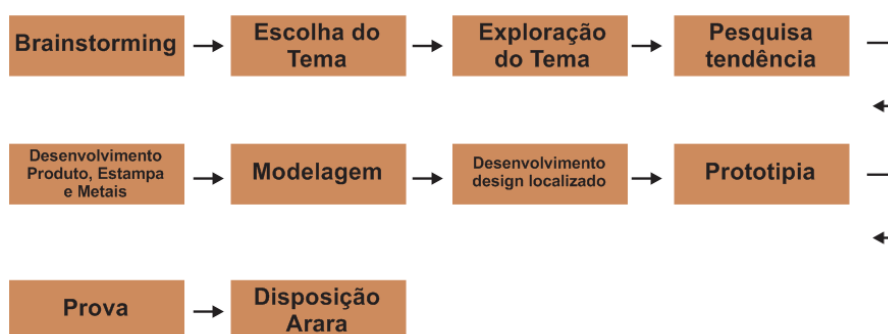 Brainstorming
Escolha do
Tema
Exploração
do Tema
Pesquisa
tendência
Desenvolvimento
Produto, Estampa
e Metais
Modelagem
Desenvolvimento
design localizado
Prototipia
Prova
Disposição
Arara